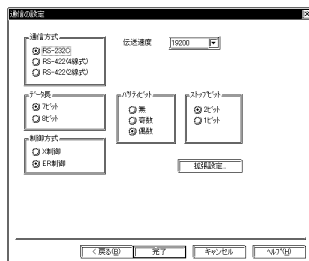 通信の設定
通信方式
RS-232C
RS-422(4線式)
RS-422(2線式)
伝送速度 19200
データ長
7ビット
8ビット
パリティビット
無
奇数
偶数
ストップビット
2ビット
1ビット
制御方式
X制御
ER制御
拡張設定...
< 戻る(B) 完了 キャンセル ヘルプ(H)